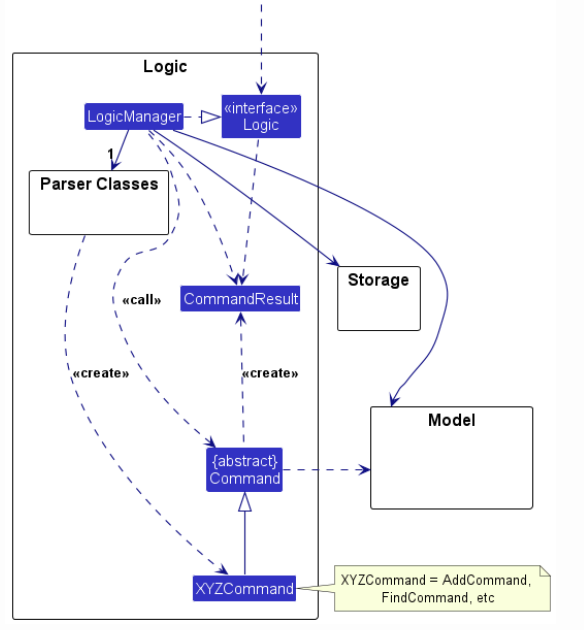 Logic
LogicManager
«interface»
Logic
1
Parser Classes
Storage
«call»
CommandResult
«create»
«create»
Model
{abstract}
Command
XYZCommand
XYZCommand = AddCommand,
FindCommand, etc